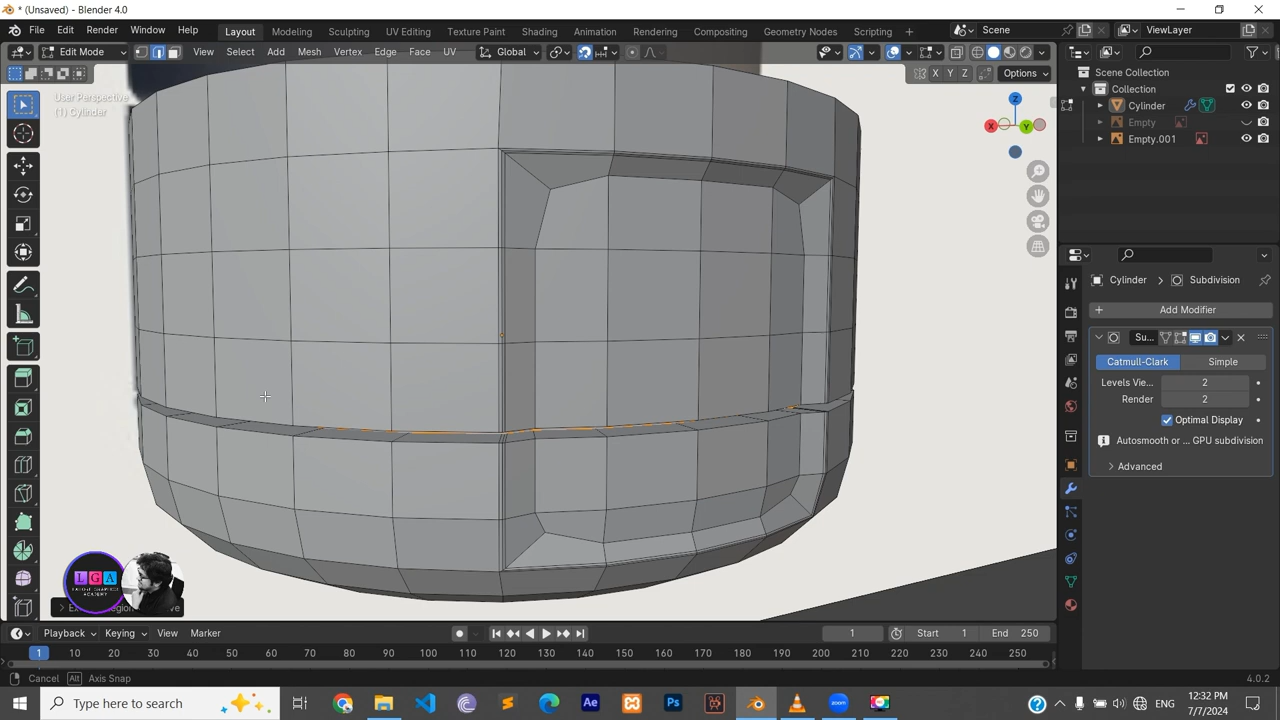 * (Unsaved) - Blender 4.0
File Edit Render Window Help Layout Modeling Sculpting UV Editing Texture Paint Shading Animation Rendering Compositing Geometry Nodes Scripting + Scene ViewLayer
Edit Mode View Select Add Mesh Vertex Edge Face UV Global
X Y Z Options
User Perspective
(1) Cylinder
Z
X Y
Scene Collection
Collection
Cylinder
Empty
Empty.001
Cylinder > Subdivision
+ Add Modifier
Su...
Catmull-Clark Simple
Levels Vie... 2
Render 2
Optimal Display
Autosmooth or ... GPU subdivision
> Advanced
LGA
Playback Keying View Marker 1 Start 1 End 250
1 10 20 30 40 50 60 70 80 90 100 110 120 130 140 150 160 170 180 190 200 210 220 230 240 250
Cancel Alt Axis Snap 4.0.2
Type here to search
Ae
Ps
zoom
ENG
12:32 PM
7/7/2024